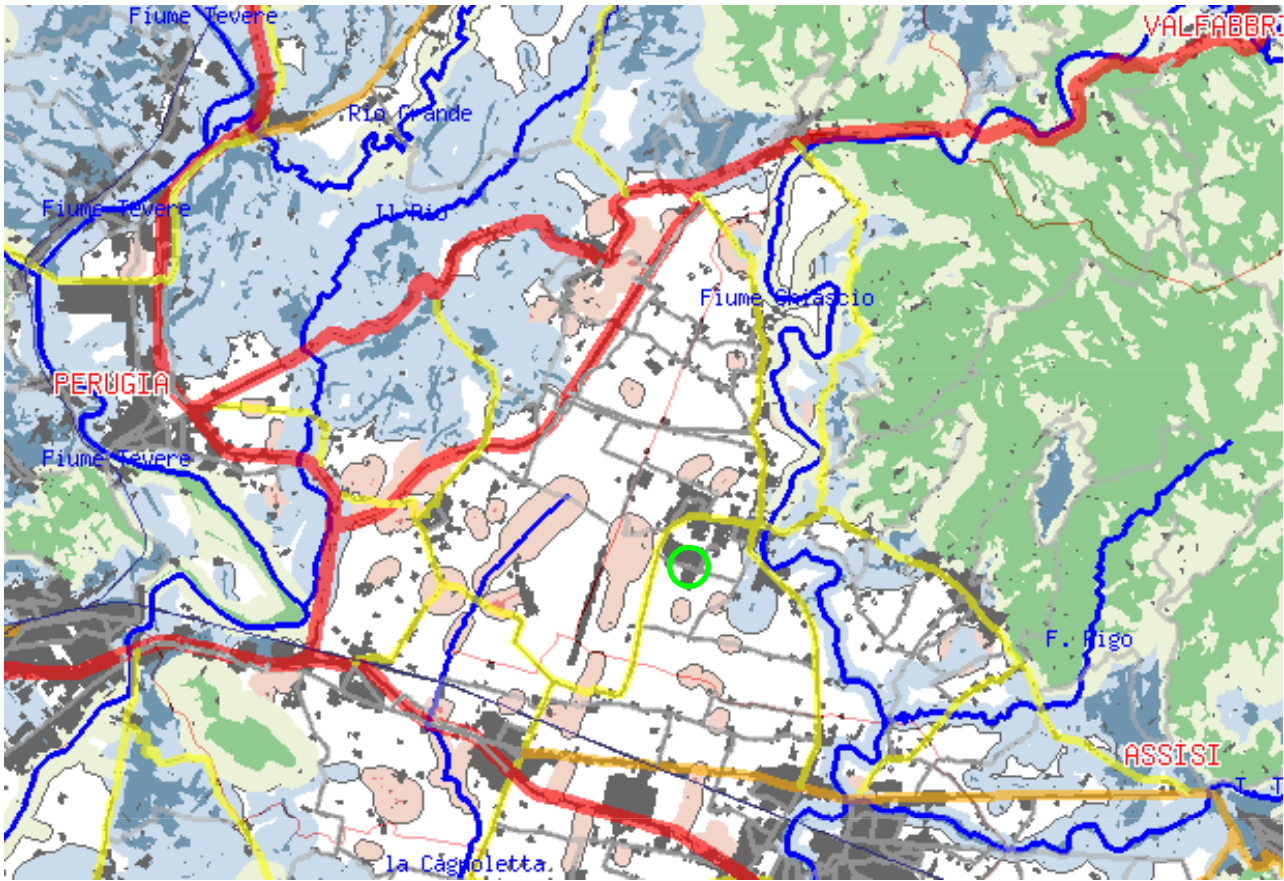 Fiume Tevere
VALFABBRI
Rio Grande
Fiume Tevere
Il Rio
Fiume Chiascio
PERUGIA
Fiume Tevere
F. Rigo
ASSISI
la Cagnoletta